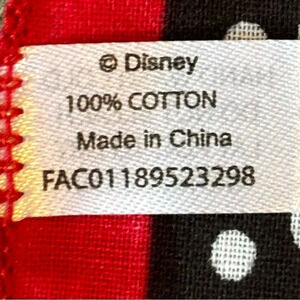 © Disney
100% COTTON
Made in China
FAC01189523298